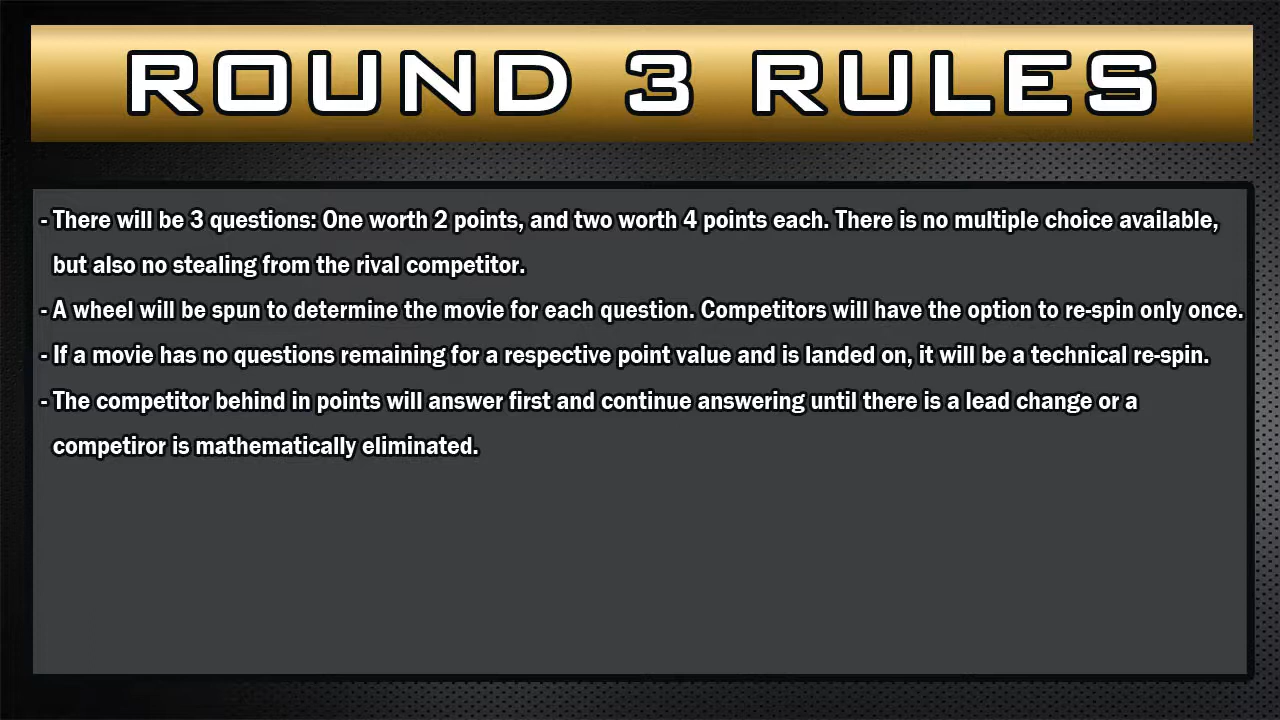 ROUND 3 RULES
- There will be 3 questions: One worth 2 points, and two worth 4 points each. There is no multiple choice available,
but also no stealing from the rival competitor.
- A wheel will be spun to determine the movie for each question. Competitors will have the option to re-spin only once.
- If a movie has no questions remaining for a respective point value and is landed on, it will be a technical re-spin.
- The competitor behind in points will answer first and continue answering until there is a lead change or a
competiror is mathematically eliminated.